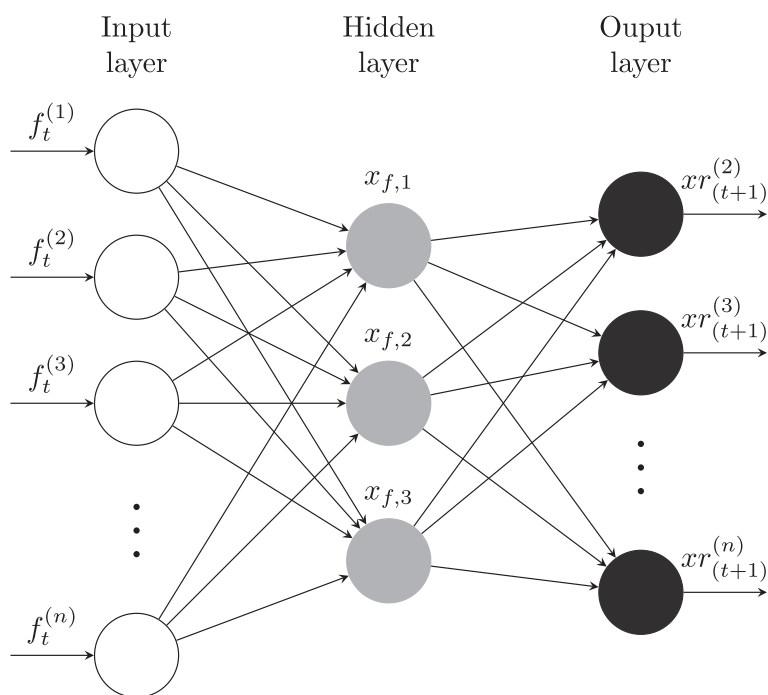 Input layer
Hidden layer
Ouput layer
f_t^{(1)}
f_t^{(2)}
f_t^{(3)}
f_t^{(n)}
x_{f,1}
x_{f,2}
x_{f,3}
xr_{(t+1)}^{(2)}
xr_{(t+1)}^{(3)}
xr_{(t+1)}^{(n)}